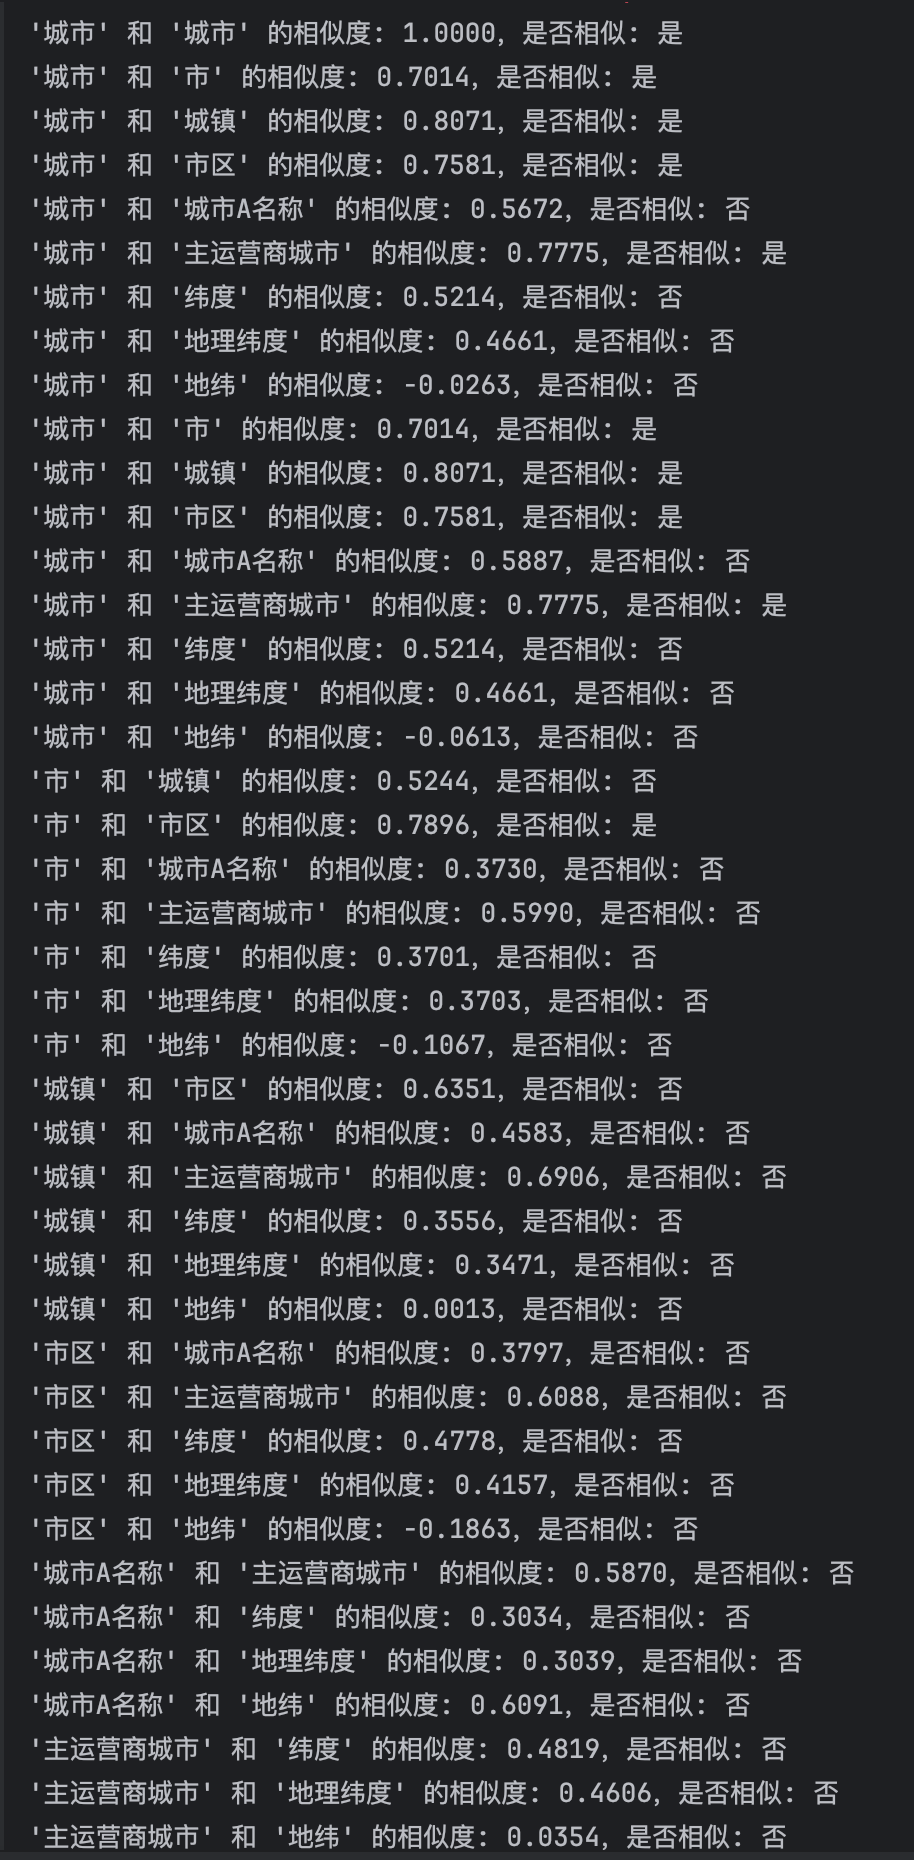 '城市' 和 '城市' 的相似度: 1.0000, 是否相似: 是
'城市' 和 '市' 的相似度: 0.7014, 是否相似: 是
'城市' 和 '城镇' 的相似度: 0.8071, 是否相似: 是
'城市' 和 '市区' 的相似度: 0.7581, 是否相似: 是
'城市' 和 '城市A名称' 的相似度: 0.5672, 是否相似: 否
'城市' 和 '主运营商城市' 的相似度: 0.7775, 是否相似: 是
'城市' 和 '纬度' 的相似度: 0.5214, 是否相似: 否
'城市' 和 '地理纬度' 的相似度: 0.4661, 是否相似: 否
'城市' 和 '地纬' 的相似度: -0.0263, 是否相似: 否
'城市' 和 '市' 的相似度: 0.7014, 是否相似: 是
'城市' 和 '城镇' 的相似度: 0.8071, 是否相似: 是
'城市' 和 '市区' 的相似度: 0.7581, 是否相似: 是
'城市' 和 '城市A名称' 的相似度: 0.5887, 是否相似: 否
'城市' 和 '主运营商城市' 的相似度: 0.7775, 是否相似: 是
'城市' 和 '纬度' 的相似度: 0.5214, 是否相似: 否
'城市' 和 '地理纬度' 的相似度: 0.4661, 是否相似: 否
'城市' 和 '地纬' 的相似度: -0.0613, 是否相似: 否
'市' 和 '城镇' 的相似度: 0.5244, 是否相似: 否
'市' 和 '市区' 的相似度: 0.7896, 是否相似: 是
'市' 和 '城市A名称' 的相似度: 0.3730, 是否相似: 否
'市' 和 '主运营商城市' 的相似度: 0.5990, 是否相似: 否
'市' 和 '纬度' 的相似度: 0.3701, 是否相似: 否
'市' 和 '地理纬度' 的相似度: 0.3703, 是否相似: 否
'市' 和 '地纬' 的相似度: -0.1067, 是否相似: 否
'城镇' 和 '市区' 的相似度: 0.6351, 是否相似: 否
'城镇' 和 '城市A名称' 的相似度: 0.4583, 是否相似: 否
'城镇' 和 '主运营商城市' 的相似度: 0.6906, 是否相似: 否
'城镇' 和 '纬度' 的相似度: 0.3556, 是否相似: 否
'城镇' 和 '地理纬度' 的相似度: 0.3471, 是否相似: 否
'城镇' 和 '地纬' 的相似度: 0.0013, 是否相似: 否
'市区' 和 '城市A名称' 的相似度: 0.3797, 是否相似: 否
'市区' 和 '主运营商城市' 的相似度: 0.6088, 是否相似: 否
'市区' 和 '纬度' 的相似度: 0.4778, 是否相似: 否
'市区' 和 '地理纬度' 的相似度: 0.4157, 是否相似: 否
'市区' 和 '地纬' 的相似度: -0.1863, 是否相似: 否
'城市A名称' 和 '主运营商城市' 的相似度: 0.5870, 是否相似: 否
'城市A名称' 和 '纬度' 的相似度: 0.3034, 是否相似: 否
'城市A名称' 和 '地理纬度' 的相似度: 0.3039, 是否相似: 否
'城市A名称' 和 '地纬' 的相似度: 0.6091, 是否相似: 否
'主运营商城市' 和 '纬度' 的相似度: 0.4819, 是否相似: 否
'主运营商城市' 和 '地理纬度' 的相似度: 0.4606, 是否相似: 否
'主运营商城市' 和 '地纬' 的相似度: 0.0354, 是否相似: 否